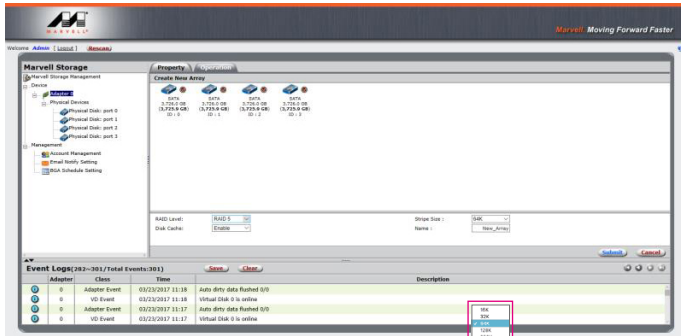 MARVELL
Marvell. Moving Forward Faster
Welcome Admin [ Logout ] Rescan
Marvell Storage
Marvell Storage Management
Device
Adapter 0
Physical Devices
Physical Disk: port 0
Physical Disk: port 1
Physical Disk: port 2
Physical Disk: port 3
Management
Account Management
Email Notify Setting
BGA Schedule Setting
Property Operation
Create New Array
SATA SATA SATA SATA
3,726.0 GB 3,726.0 GB 3,726.0 GB 3,726.0 GB
(3,725.9 GB) (3,725.9 GB) (3,725.9 GB) (3,725.9 GB)
ID : 0 ID : 1 ID : 2 ID : 3
RAID Level: RAID 5 Stripe Size : 64K
Disk Cache: Enable Name : New_Array
Submit Cancel
Event Logs(282~301/Total Events:301) Save Clear
Adapter Class Time Description
0 Adapter Event 03/23/2017 11:18 Auto dirty data flushed 0/0
0 VD Event 03/23/2017 11:18 Virtual Disk 0 is online
0 Adapter Event 03/23/2017 11:17 Auto dirty data flushed 0/0
0 VD Event 03/23/2017 11:17 Virtual Disk 0 is online
16K
32K
64K
128K